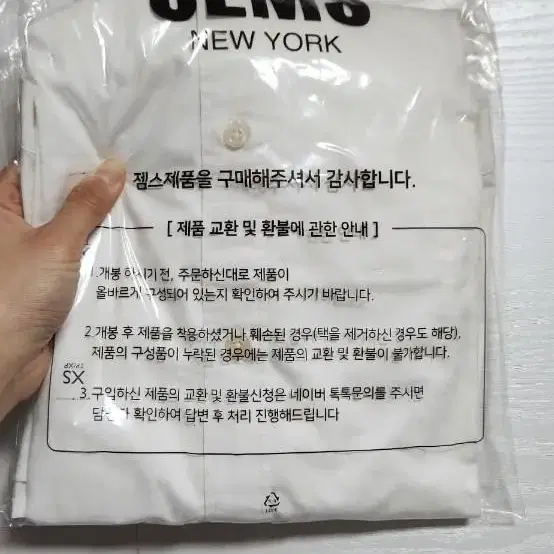 NEW YORK
젬스제품을 구매해주셔서 감사합니다.
[ 제품 교환 및 환불에 관한 안내 ]
1.개봉 하시기 전, 주문하신대로 제품이
올바르게 구성되어 있는지 확인하여 주시기 바랍니다.
2.개봉 후 제품을 착용하셨거나 훼손된 경우(택을 제거하신 경우도 해당),
제품의 구성품이 누락된 경우에는 제품의 교환 및 환불이 불가합니다.
XS
3.구입하신 제품의 교환 및 환불신청은 네이버 톡톡문의를 주시면
확인하여 답변 후 처리 진행해드립니다